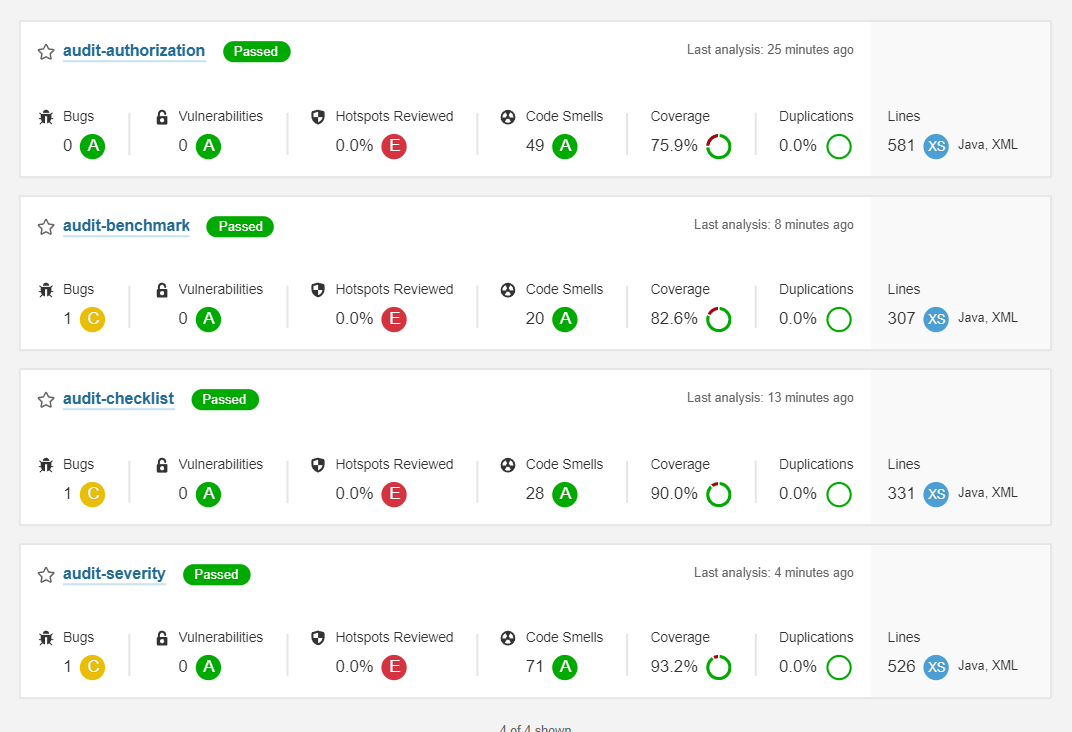 audit-authorization Passed Last analysis: 25 minutes ago
Bugs Vulnerabilities Hotspots Reviewed Code Smells Coverage Duplications Lines
0 A 0 A 0.0% E 49 A 75.9% 0.0% 581 XS Java, XML
audit-benchmark Passed Last analysis: 8 minutes ago
Bugs Vulnerabilities Hotspots Reviewed Code Smells Coverage Duplications Lines
1 C 0 A 0.0% E 20 A 82.6% 0.0% 307 XS Java, XML
audit-checklist Passed Last analysis: 13 minutes ago
Bugs Vulnerabilities Hotspots Reviewed Code Smells Coverage Duplications Lines
1 C 0 A 0.0% E 28 A 90.0% 0.0% 331 XS Java, XML
audit-severity Passed Last analysis: 4 minutes ago
Bugs Vulnerabilities Hotspots Reviewed Code Smells Coverage Duplications Lines
1 C 0 A 0.0% E 71 A 93.2% 0.0% 526 XS Java, XML
4 of 4 shown